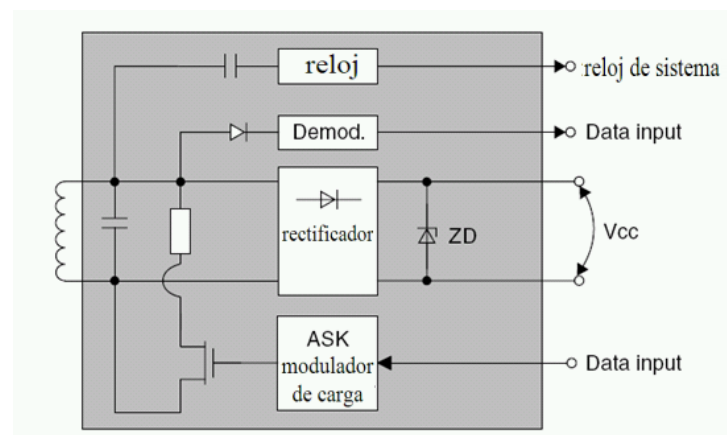 reloj
:reloj de sistema
Demod.
Data input
rectificador
ZD
Vcc
ASK
modulador
de carga
Data input